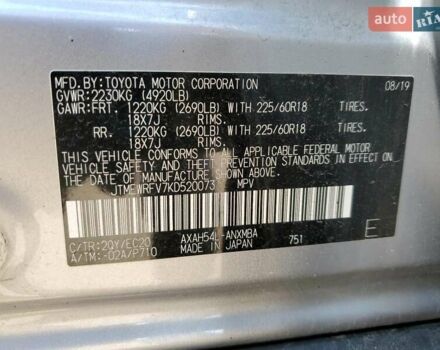 auto
RIA
MFD.BY:TOYOTA MOTOR CORPORATION 08/19
GVWR:2230KG (4920LB)
GAWR:FRT. 1220KG (2690LB) WITH 225/60R18 TIRES.
18X7J RIMS.
RR. 1220KG (2690LB) WITH 225/60R18 TIRES.
18X7J RIMS.
THIS VEHICLE CONFORMS TO ALL APPLICABLE FEDERAL MOTOR
VEHICLE SAFETY AND THEFT PREVENTION STANDARDS IN EFFECT
ON THE DATE OF MANUFACTURE SHOWN ABOVE.
JTMEWRFV7KD520073 MPV
C/TR:2QY/EC20 AXAH54L-ANXMBA
A/TM:-02A/P710 MADE IN JAPAN 751 E